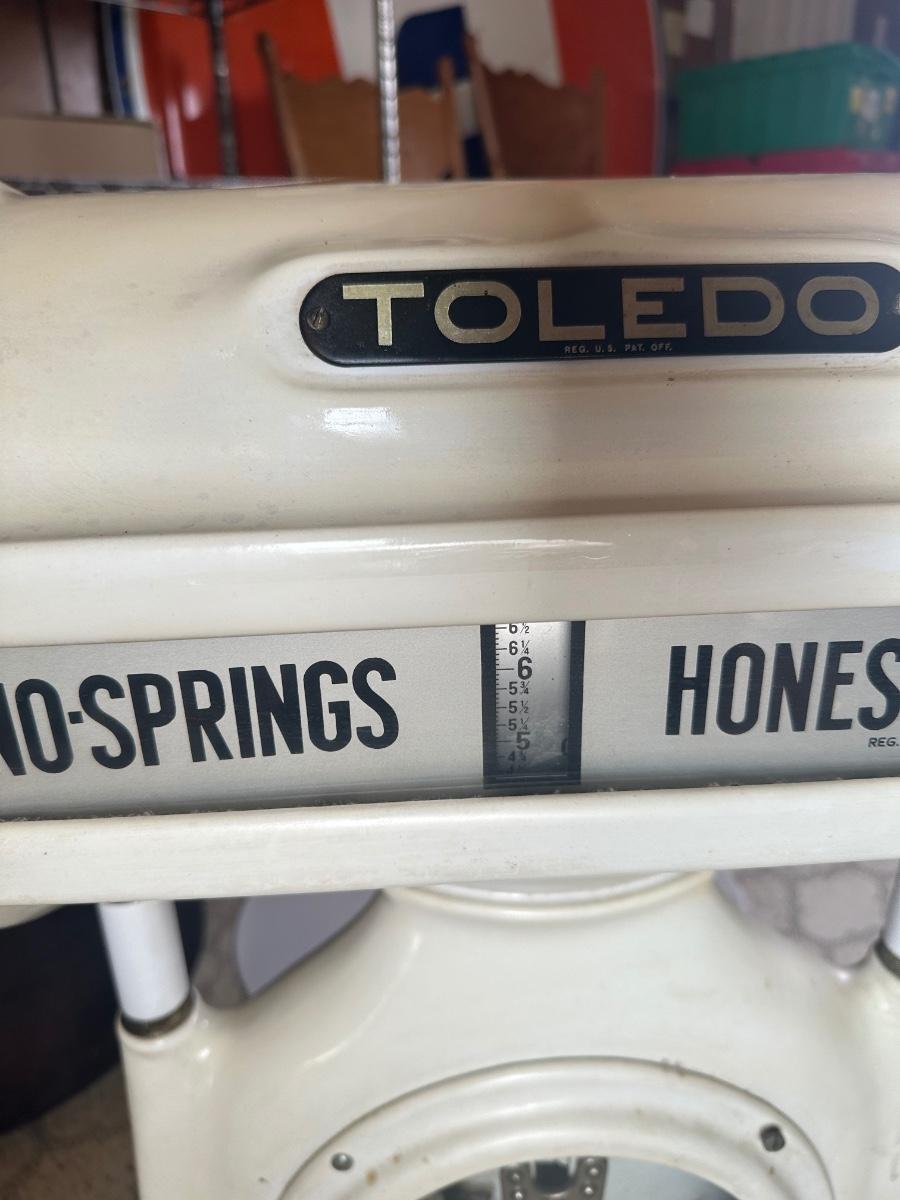 TOLEDO
REG. U.S. PAT. OFF.
NO-SPRINGS
6½
6¼
6
5¾
5½
5¼
5
HONES
REG.